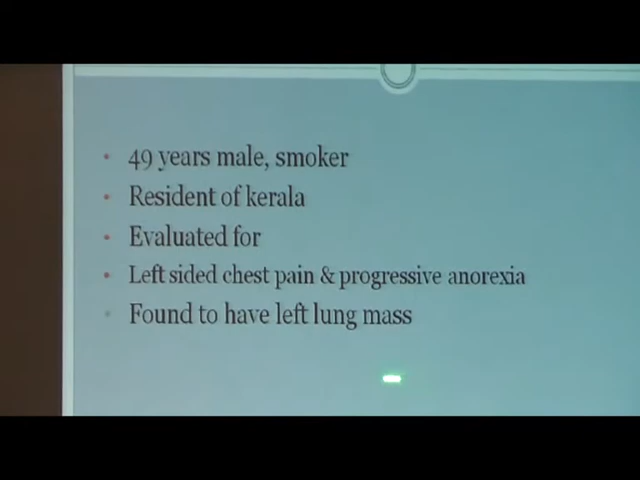 • 49 years male, smoker
• Resident of kerala
• Evaluated for
• Left sided chest pain & progressive anorexia
• Found to have left lung mass